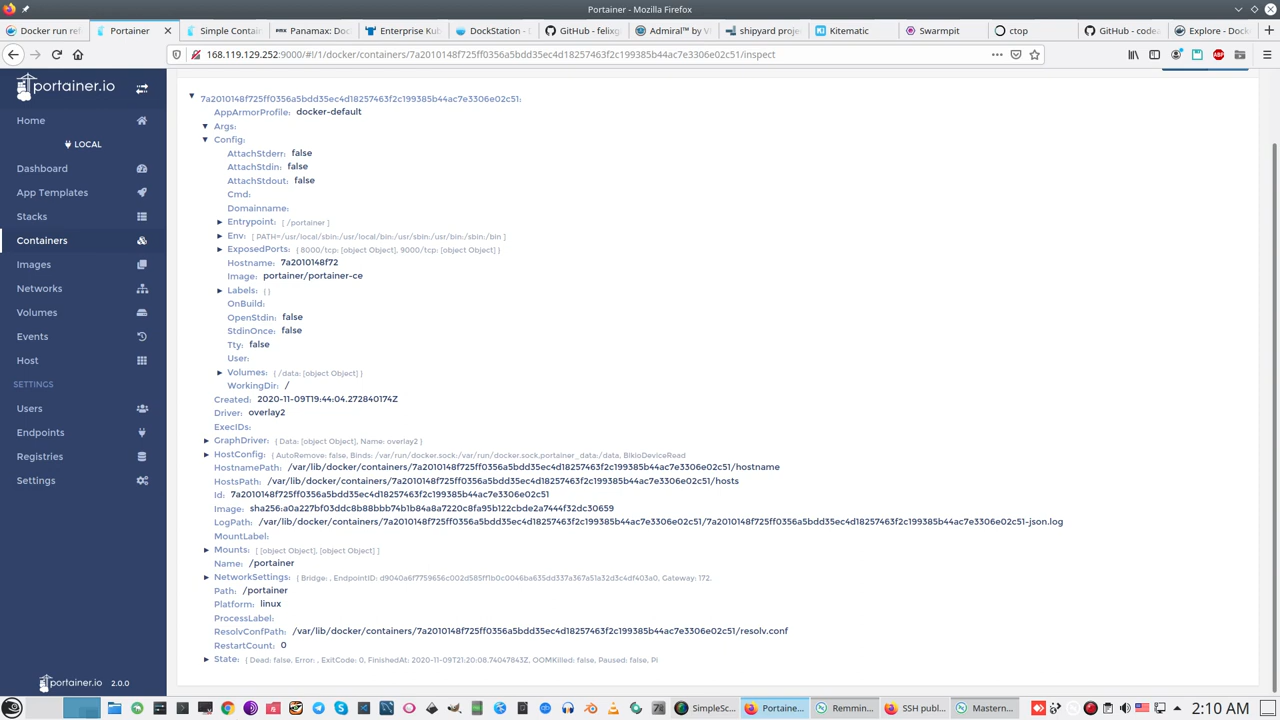 Portainer - Mozilla Firefox
Docker run ref
Portainer
Simple Contain
Panamax: Dock
Enterprise Kub
DockStation - D
GitHub - felixg
Admiral™ by VM
shipyard projec
Kitematic
Swarmpit
ctop
GitHub - codea
Explore - Docke
168.119.129.252:9000/#!/1/docker/containers/7a2010148f725ff0356a5bdd35ec4d18257463f2c199385b44ac7e3306e02c51/inspect
portainer.io
Home
LOCAL
Dashboard
App Templates
Stacks
Containers
Images
Networks
Volumes
Events
Host
SETTINGS
Users
Endpoints
Registries
Settings
portainer.io 2.0.0
7a2010148f725ff0356a5bdd35ec4d18257463f2c199385b44ac7e3306e02c51:
AppArmorProfile: docker-default
Args:
Config:
AttachStderr: false
AttachStdin: false
AttachStdout: false
Cmd:
Domainname:
Entrypoint: [ /portainer ]
Env: [ PATH=/usr/local/sbin:/usr/local/bin:/usr/sbin:/usr/bin:/sbin:/bin ]
ExposedPorts: { 8000/tcp: [object Object], 9000/tcp: [object Object] }
Hostname: 7a2010148f72
Image: portainer/portainer-ce
Labels: { }
OnBuild:
OpenStdin: false
StdinOnce: false
Tty: false
User:
Volumes: { /data: [object Object] }
WorkingDir: /
Created: 2020-11-09T19:44:04.272840174Z
Driver: overlay2
ExecIDs:
GraphDriver: { Data: [object Object], Name: overlay2 }
HostConfig: { AutoRemove: false, Binds: /var/run/docker.sock:/var/run/docker.sock,portainer_data:/data, BlkioDeviceRead
HostnamePath: /var/lib/docker/containers/7a2010148f725ff0356a5bdd35ec4d18257463f2c199385b44ac7e3306e02c51/hostname
HostsPath: /var/lib/docker/containers/7a2010148f725ff0356a5bdd35ec4d18257463f2c199385b44ac7e3306e02c51/hosts
Id: 7a2010148f725ff0356a5bdd35ec4d18257463f2c199385b44ac7e3306e02c51
Image: sha256:a0a227bf03ddc8b88bbb74b1b84a8a7220c8fa95b122cbde2a7444f32dc30659
LogPath: /var/lib/docker/containers/7a2010148f725ff0356a5bdd35ec4d18257463f2c199385b44ac7e3306e02c51/7a2010148f725ff0356a5bdd35ec4d18257463f2c199385b44ac7e3306e02c51-json.log
MountLabel:
Mounts: [ [object Object], [object Object] ]
Name: /portainer
NetworkSettings: { Bridge: , EndpointID: d9040a6f7759656c002d585ff1b0c0046ba635dd337a367a51a32d3c4df403a0, Gateway: 172.
Path: /portainer
Platform: linux
ProcessLabel:
ResolvConfPath: /var/lib/docker/containers/7a2010148f725ff0356a5bdd35ec4d18257463f2c199385b44ac7e3306e02c51/resolv.conf
RestartCount: 0
State: { Dead: false, Error: , ExitCode: 0, FinishedAt: 2020-11-09T21:20:08.74047843Z, OOMKilled: false, Paused: false, Pi
SimpleSc...
Portaine...
Remmin...
SSH publ...
Mastern...
2:10 AM